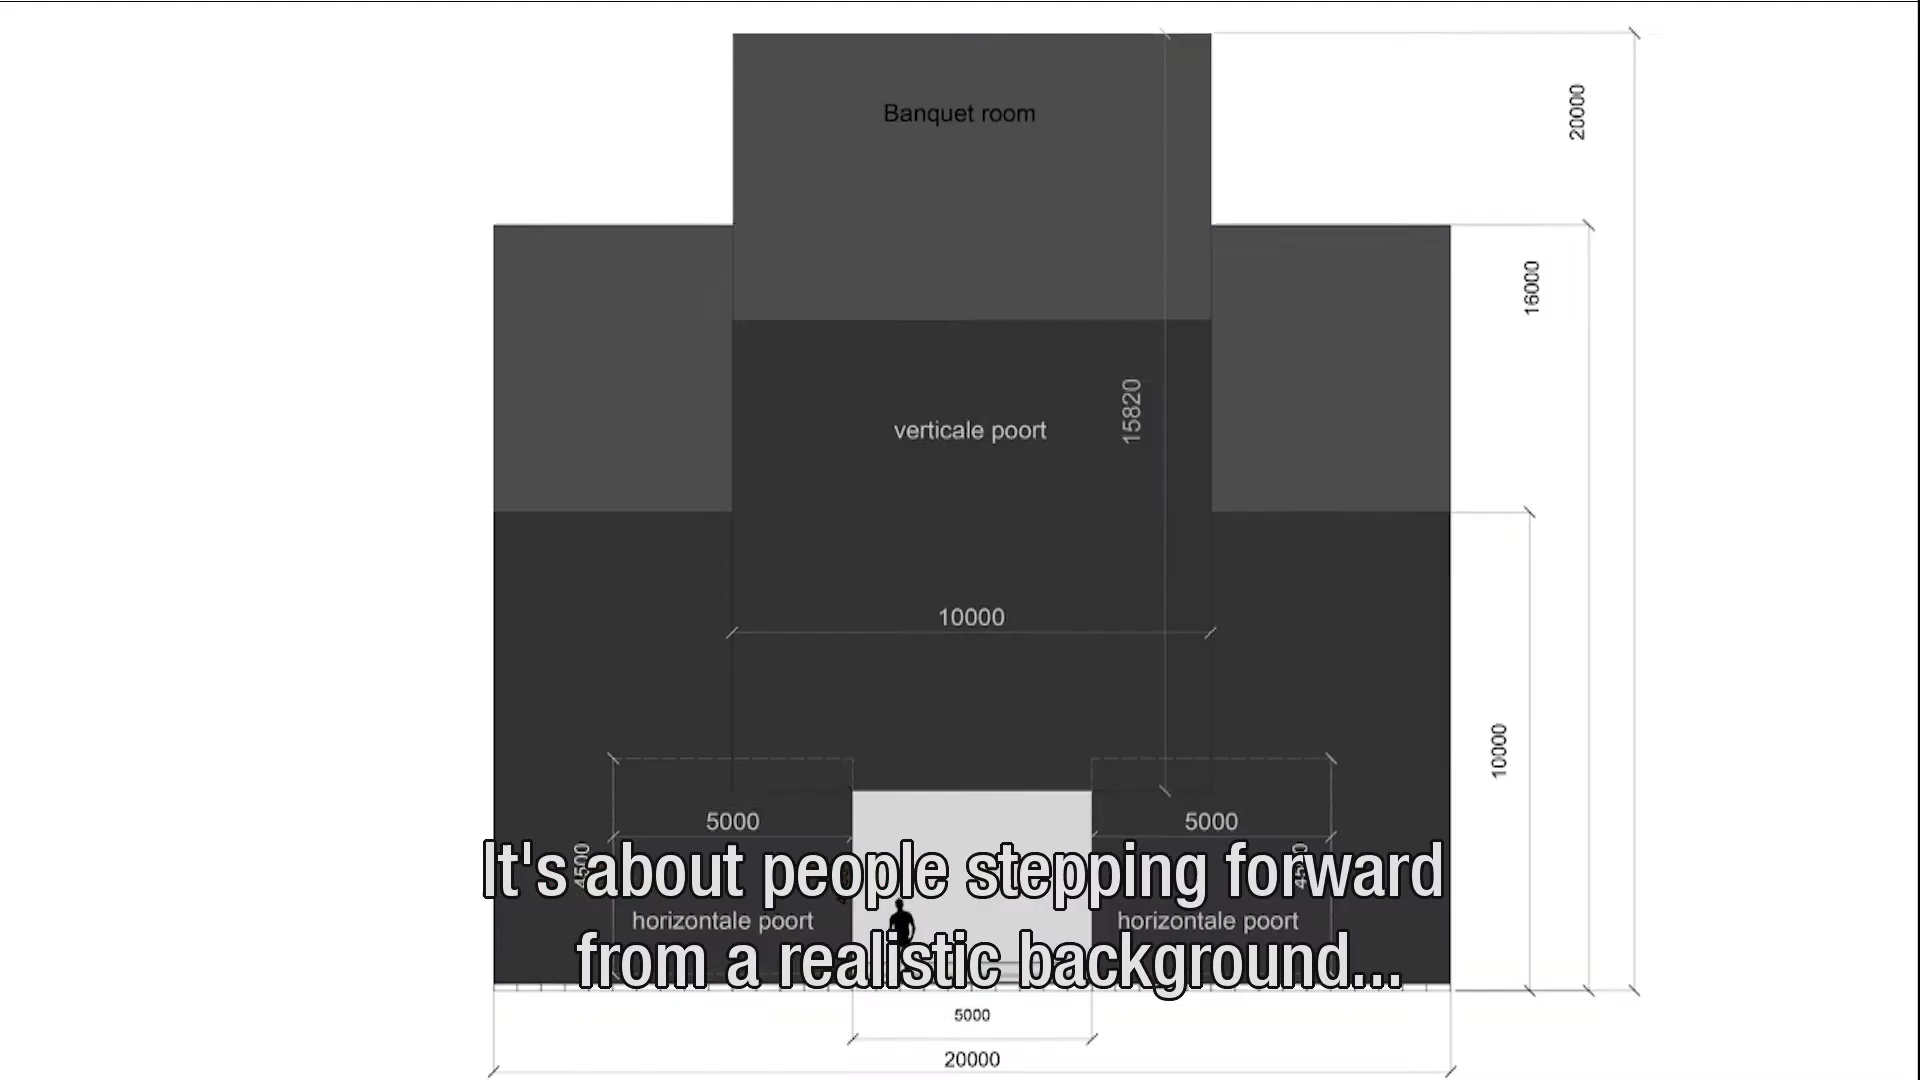 Banquet room
20000
16000
15820
verticale poort
10000
10000
5000
5000
4500
horizontale poort
horizontale poort
It's about people stepping forward
from a realistic background...
5000
20000